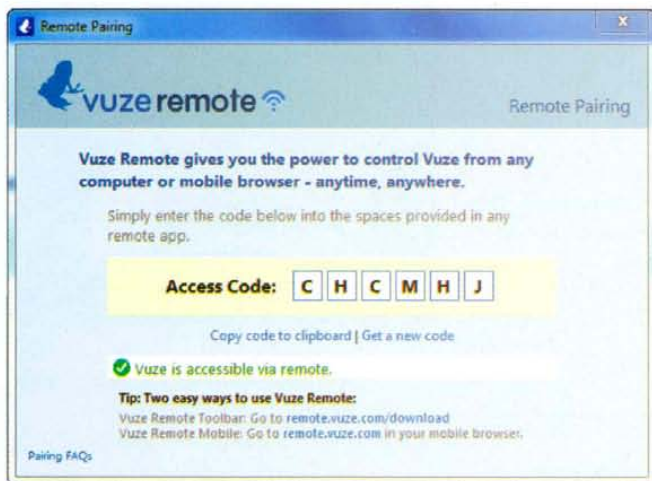 Remote Pairing
x
vuze remote
Remote Pairing
Vuze Remote gives you the power to control Vuze from any
computer or mobile browser - anytime, anywhere.
Simply enter the code below into the spaces provided in any
remote app.
Access Code: C H C M H J
Copy code to clipboard | Get a new code
Vuze is accessible via remote.
Tip: Two easy ways to use Vuze Remote:
Vuze Remote Toolbar: Go to remote.vuze.com/download
Vuze Remote Mobile: Go to remote.vuze.com in your mobile browser.
Pairing FAQs